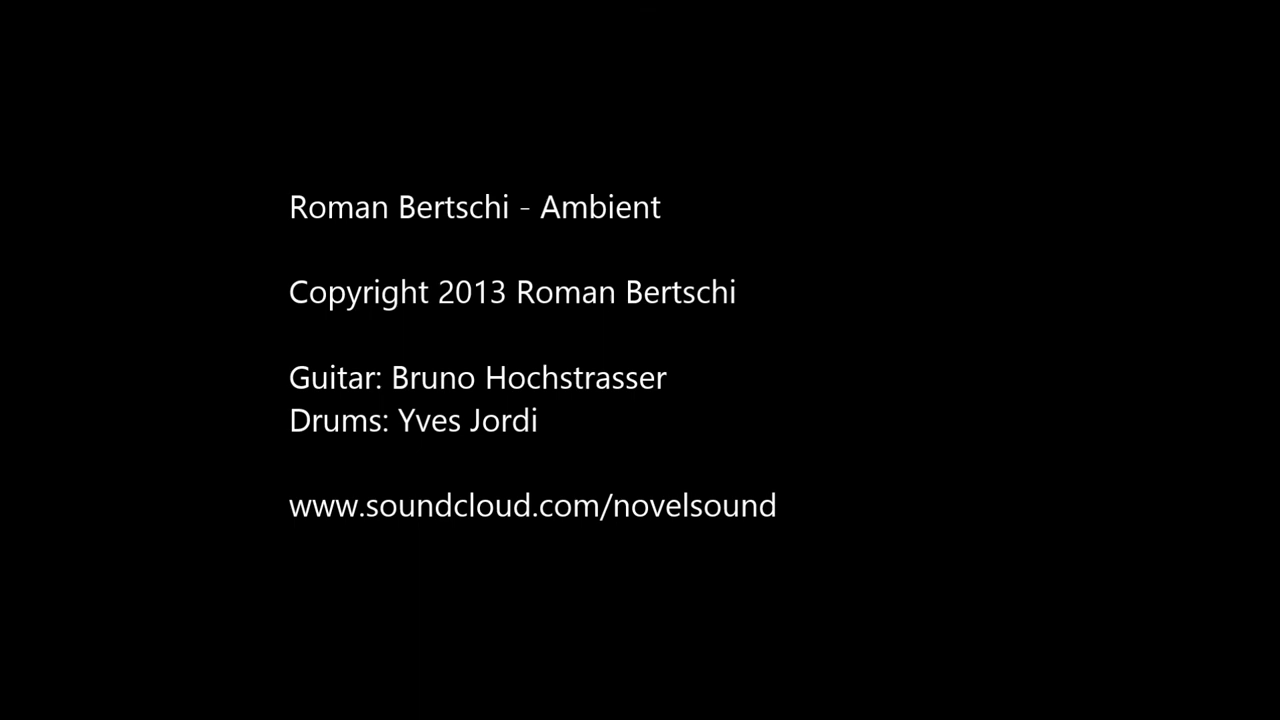 Roman Bertschi - Ambient
Copyright 2013 Roman Bertschi
Guitar: Bruno Hochstrasser
Drums: Yves Jordi
www.soundcloud.com/novelsound